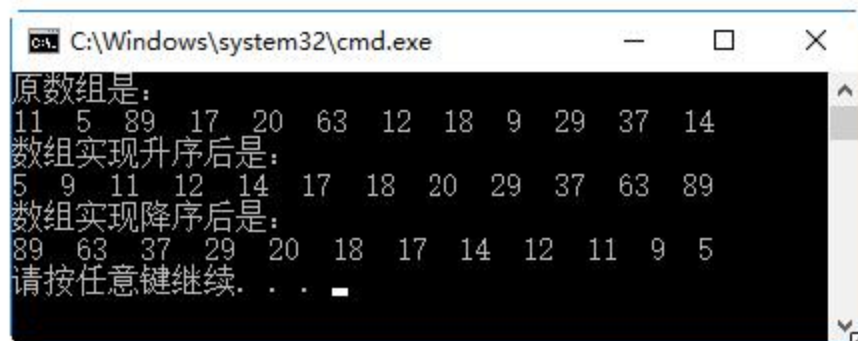 C:\Windows\system32\cmd.exe
原数组是：
11 5 89 17 20 63 12 18 9 29 37 14
数组实现升序后是：
5 9 11 12 14 17 18 20 29 37 63 89
数组实现降序后是：
89 63 37 29 20 18 17 14 12 11 9 5
请按任意键继续. . .